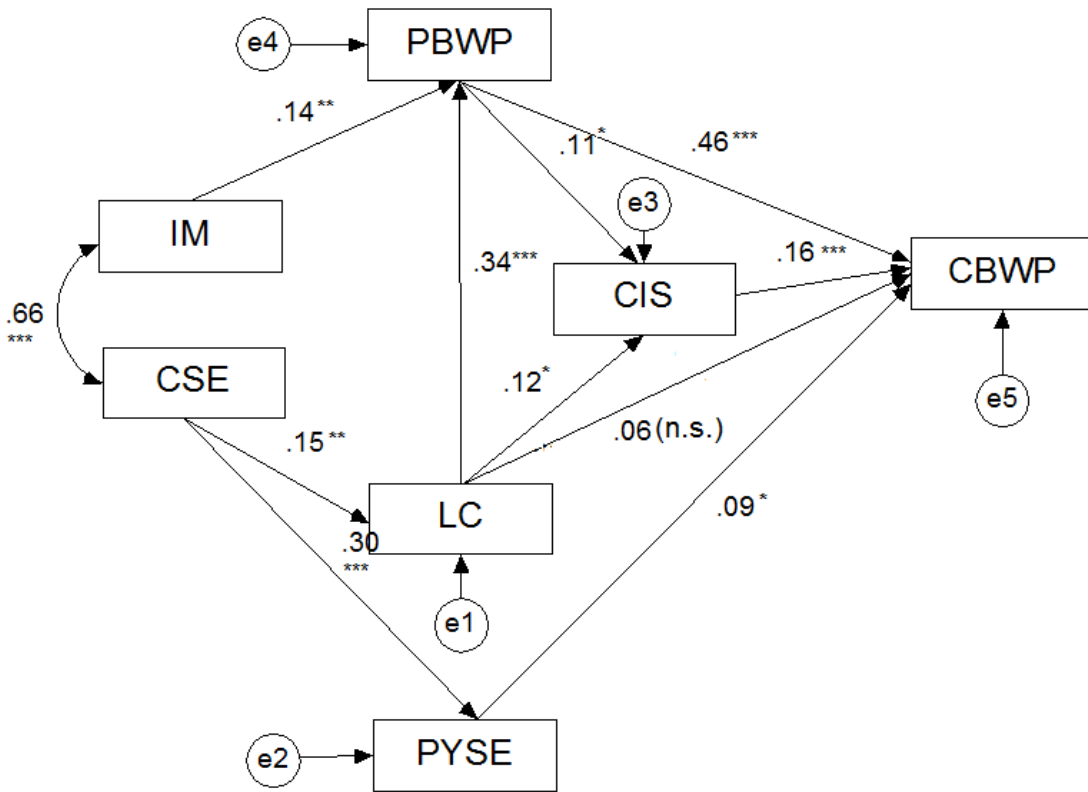 PBWP
e4
.14**
.11*
.46***
e3
IM
.34***
.16***
CIS
CBWP
.66
***
CSE
.12*
e5
.15**
.06(n.s.)
LC
.09*
.30
***
e1
PYSE
e2